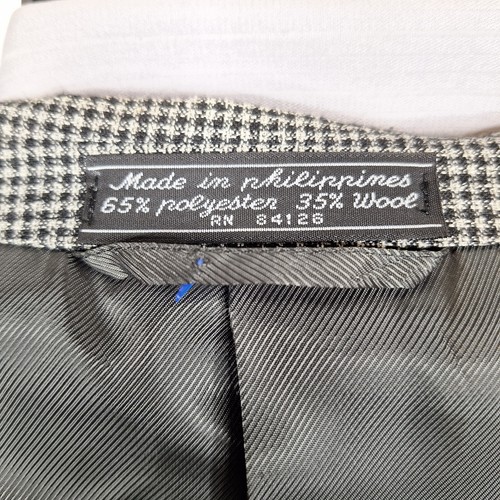 Made in philippines
65% polyester 35% Wool
RN 84126